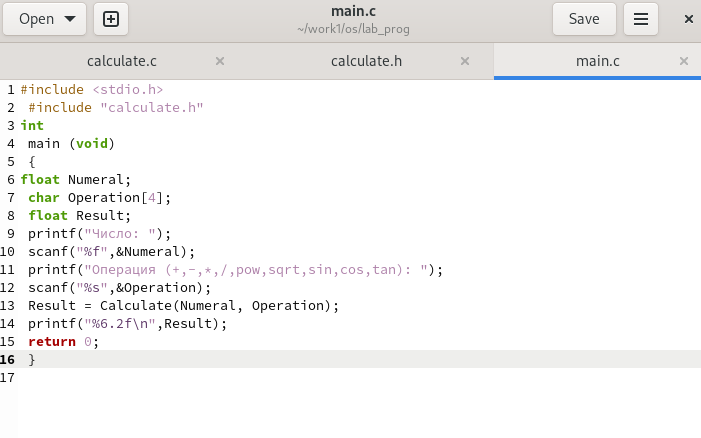 Open
main.c
~/work1/os/lab_prog
Save
calculate.c
calculate.h
main.c
1 #include <stdio.h>
2  #include "calculate.h"
3 int
4  main (void)
5  {
6 float Numeral;
7  char Operation[4];
8  float Result;
9  printf("Число: ");
10  scanf("%f",&Numeral);
11  printf("Операция (+,-,*,/,pow,sqrt,sin,cos,tan): ");
12  scanf("%s",&Operation);
13  Result = Calculate(Numeral, Operation);
14  printf("%6.2f\n",Result);
15  return 0;
16  }
17